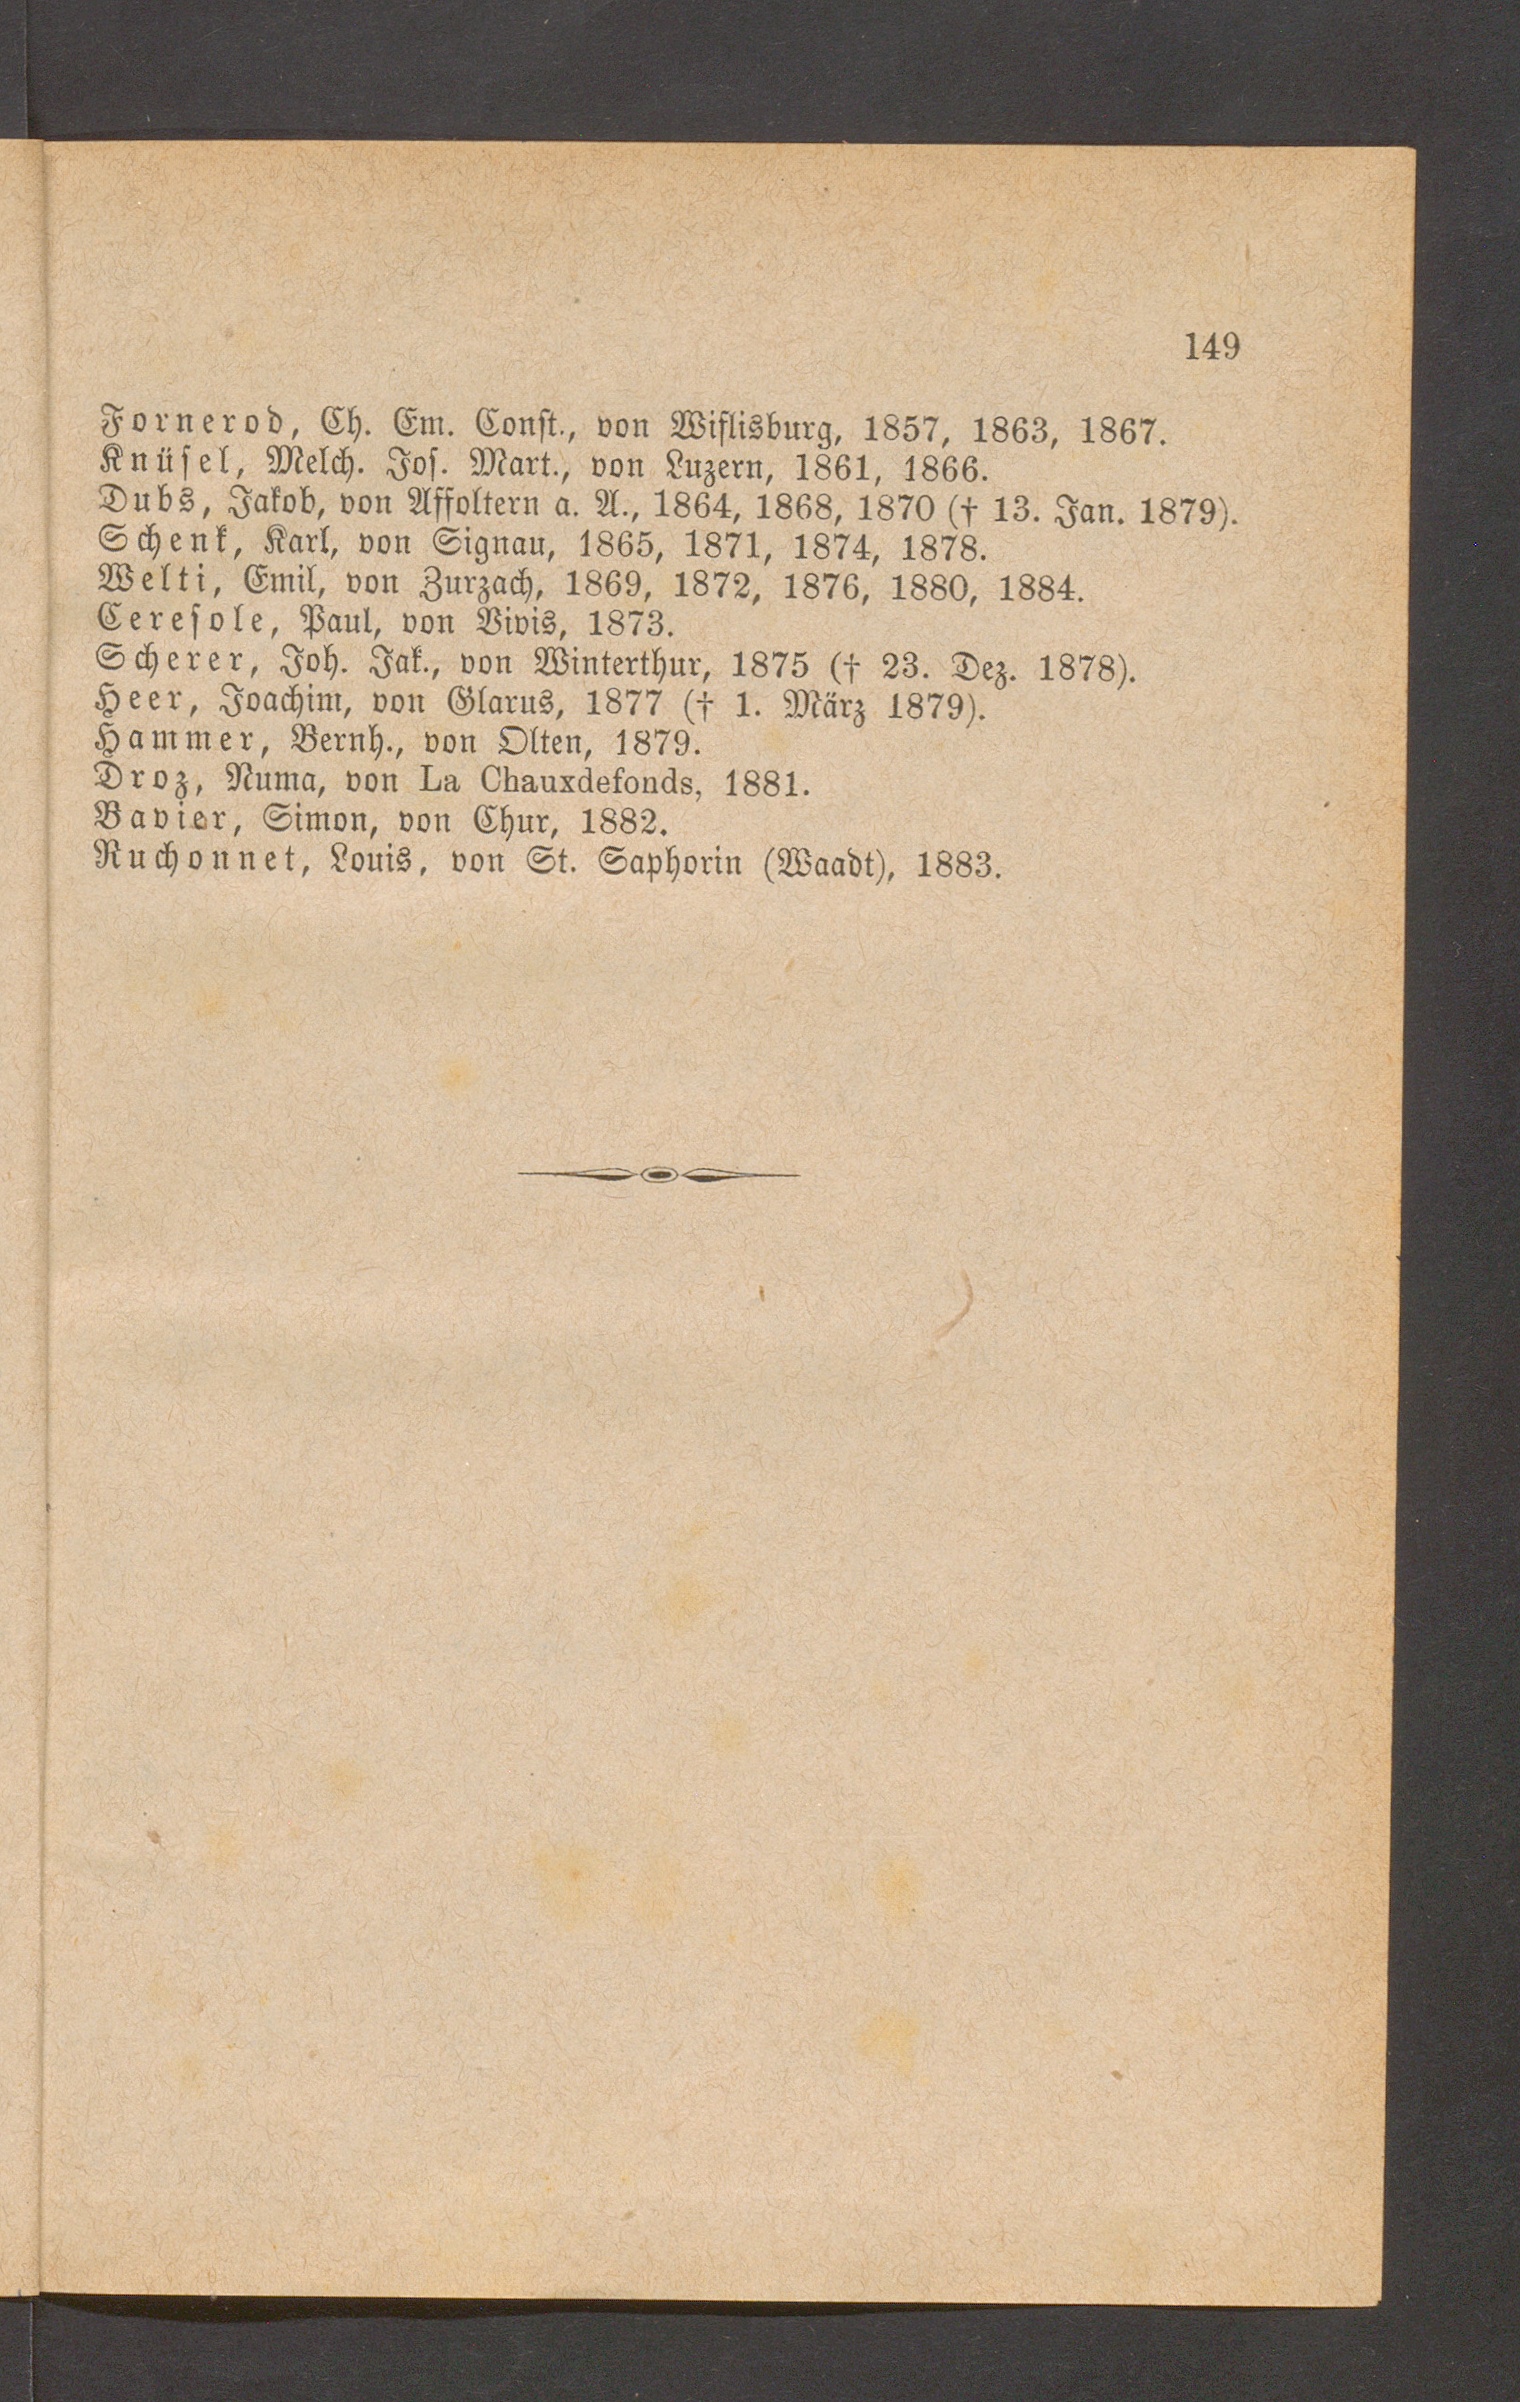 149
Fornerod, Ch. Em. Const., von Wiflisburg, 1857, 1863, 1867.
Knüsel, Melch. Jos. Mart., von Luzern, 1861, 1866.
Dubs, Jakob, von Affoltern a. A., 1864, 1868, 1870 († 13. Jan. 1879).
Schenk, Karl, von Signau, 1865, 1871, 1874, 1878.
Welti, Emil, von Zurzach, 1869, 1872, 1876, 1880, 1884.
Ceresole, Paul, von Vivis, 1873.
Scherer, Joh. Jak., von Winterthur, 1875 († 23. Dez. 1878).
Heer, Joachim, von Glarus, 1877 († 1. März 1879).
Hammer, Bernh., von Olten, 1879.
Droz, Numa, von La Chauxdefonds, 1881.
Bavier, Simon, von Chur, 1882.
Ruchonnet, Louis, von St. Saphorin (Waadt), 1883.